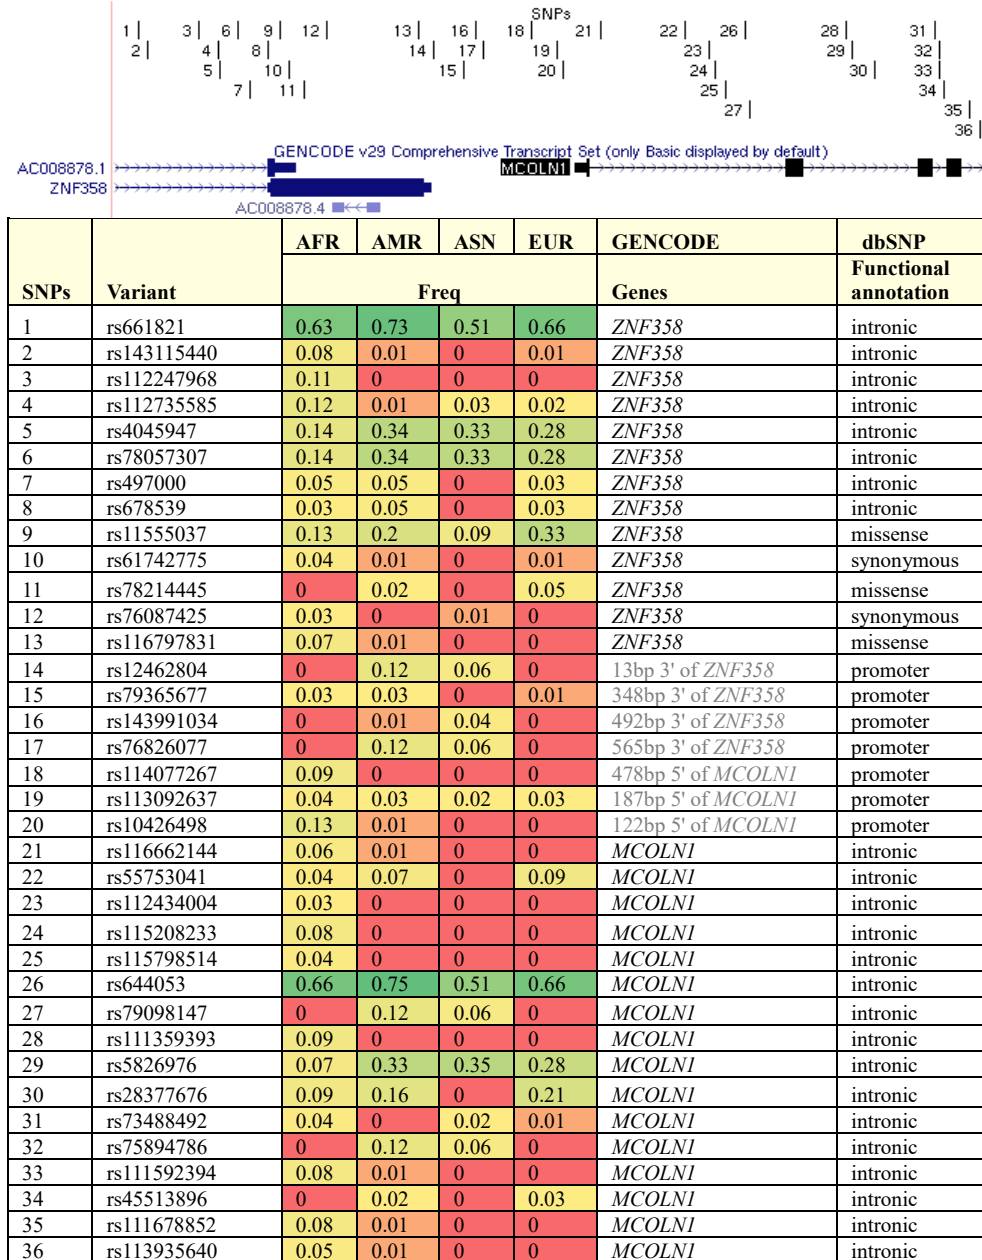 SNPs
1 3 6 9 12 13 16 18 21 22 26 28 31
2 4 8 14 17 19 23 29 32
5 10 15 20 24 30 33
7 11 25 34
27 35
36
GENCODE v29 Comprehensive Transcript Set (only Basic displayed by default)
AC008878.1 MCOLN1
ZNF358
AC008878.4
AFR AMR ASN EUR GENCODE dbSNP
SNPs Variant Freq Genes Functional annotation
1 rs661821 0.63 0.73 0.51 0.66 ZNF358 intronic
2 rs143115440 0.08 0.01 0 0.01 ZNF358 intronic
3 rs112247968 0.11 0 0 0 ZNF358 intronic
4 rs112735585 0.12 0.01 0.03 0.02 ZNF358 intronic
5 rs4045947 0.14 0.34 0.33 0.28 ZNF358 intronic
6 rs78057307 0.14 0.34 0.33 0.28 ZNF358 intronic
7 rs497000 0.05 0.05 0 0.03 ZNF358 intronic
8 rs678539 0.03 0.05 0 0.03 ZNF358 intronic
9 rs11555037 0.13 0.2 0.09 0.33 ZNF358 missense
10 rs61742775 0.04 0.01 0 0.01 ZNF358 synonymous
11 rs78214445 0 0.02 0 0.05 ZNF358 missense
12 rs76087425 0.03 0 0.01 0 ZNF358 synonymous
13 rs116797831 0.07 0.01 0 0 ZNF358 missense
14 rs12462804 0 0.12 0.06 0 13bp 3' of ZNF358 promoter
15 rs79365677 0.03 0.03 0 0.01 348bp 3' of ZNF358 promoter
16 rs143991034 0 0.01 0.04 0 492bp 3' of ZNF358 promoter
17 rs76826077 0 0.12 0.06 0 565bp 3' of ZNF358 promoter
18 rs114077267 0.09 0 0 0 478bp 5' of MCOLN1 promoter
19 rs113092637 0.04 0.03 0.02 0.03 187bp 5' of MCOLN1 promoter
20 rs10426498 0.13 0.01 0 0 122bp 5' of MCOLN1 promoter
21 rs116662144 0.06 0.01 0 0 MCOLN1 intronic
22 rs55753041 0.04 0.07 0 0.09 MCOLN1 intronic
23 rs112434004 0.03 0 0 0 MCOLN1 intronic
24 rs115208233 0.08 0 0 0 MCOLN1 intronic
25 rs115798514 0.04 0 0 0 MCOLN1 intronic
26 rs644053 0.66 0.75 0.51 0.66 MCOLN1 intronic
27 rs79098147 0 0.12 0.06 0 MCOLN1 intronic
28 rs111359393 0.09 0 0 0 MCOLN1 intronic
29 rs5826976 0.07 0.33 0.35 0.28 MCOLN1 intronic
30 rs28377676 0.09 0.16 0 0.21 MCOLN1 intronic
31 rs73488492 0.04 0 0.02 0.01 MCOLN1 intronic
32 rs75894786 0 0.12 0.06 0 MCOLN1 intronic
33 rs111592394 0.08 0.01 0 0 MCOLN1 intronic
34 rs45513896 0 0.02 0 0.03 MCOLN1 intronic
35 rs111678852 0.08 0.01 0 0 MCOLN1 intronic
36 rs113935640 0.05 0.01 0 0 MCOLN1 intronic